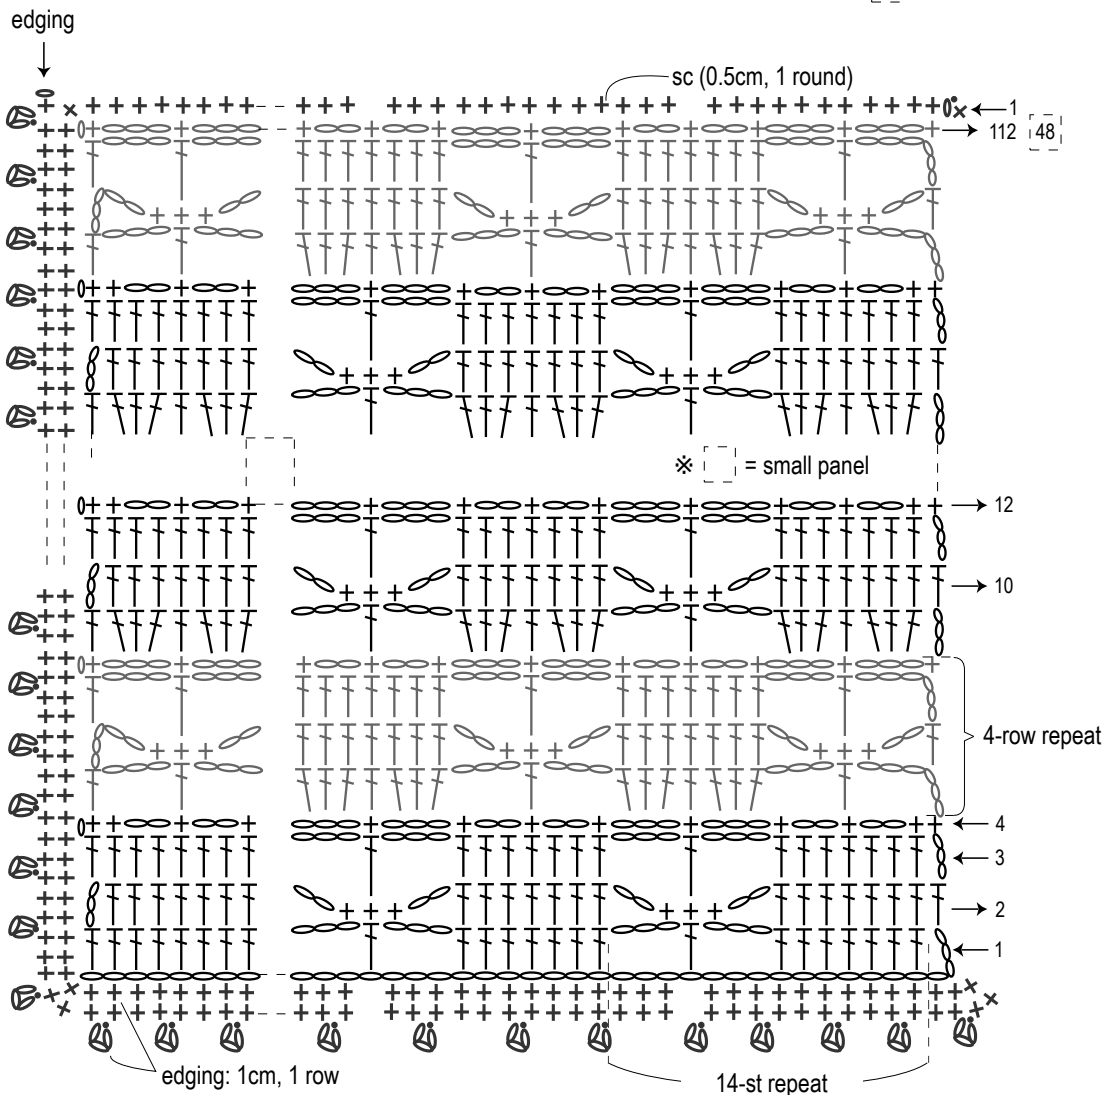 edging
sc (0.5cm, 1 round)
1
112 48
※ = small panel
12
10
4-row repeat
4
3
2
1
edging: 1cm, 1 row
14-st repeat